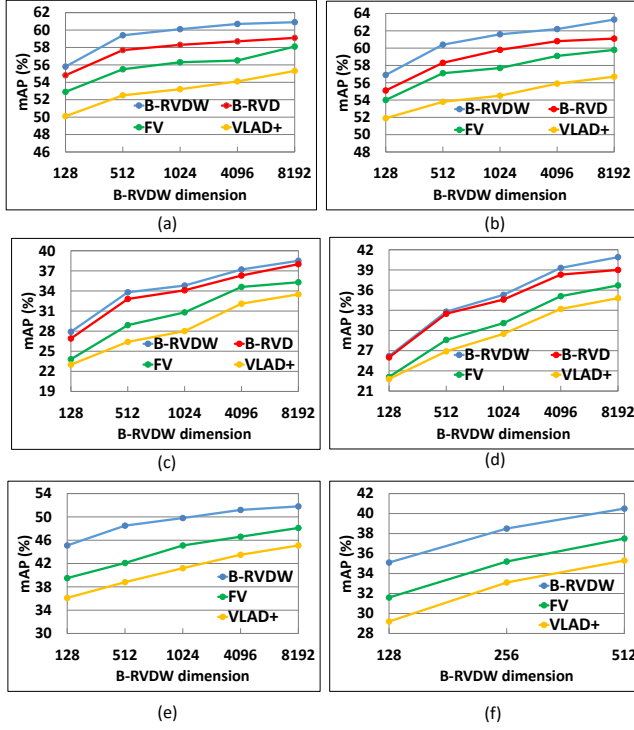 mAP (%)
62
60
58
56
54
52
50
48
46
B-RVDW
B-RVD
FV
VLAD+
128 512 1024 4096 8192
B-RVDW dimension
(a)
mAP (%)
66
64
62
60
58
56
54
52
50
48
B-RVDW
B-RVD
FV
VLAD+
128 512 1024 4096 8192
B-RVDW dimension
(b)
mAP (%)
40
37
34
31
28
25
22
19
B-RVDW
B-RVD
FV
VLAD+
128 512 1024 4096 8192
B-RVDW dimension
(c)
mAP (%)
42
39
36
33
30
27
24
21
B-RVDW
B-RVD
FV
VLAD+
128 512 1024 4096 8192
B-RVDW dimension
(d)
mAP (%)
54
50
46
42
38
34
30
B-RVDW
FV
VLAD+
128 512 1024 4096 8192
B-RVDW dimension
(e)
mAP (%)
42
40
38
36
34
32
30
28
B-RVDW
FV
VLAD+
128 256 512
B-RVDW dimension
(f)